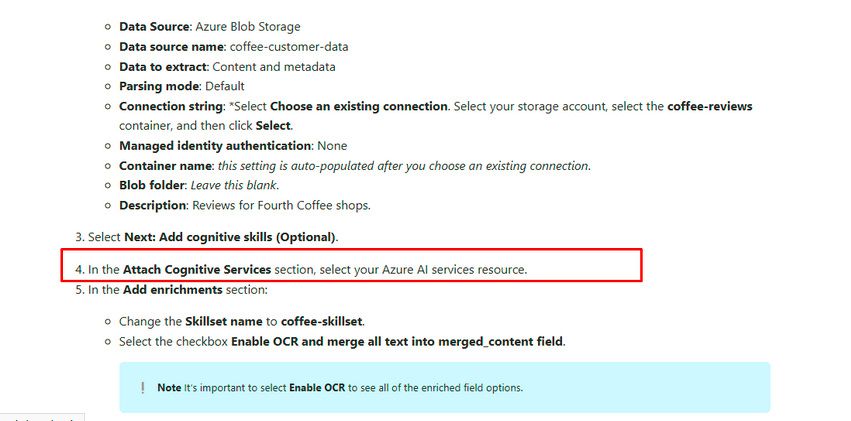 Data Source: Azure Blob Storage
Data source name: coffee-customer-data
Data to extract: Content and metadata
Parsing mode: Default
Connection string: *Select Choose an existing connection. Select your storage account, select the coffee-reviews
container, and then click Select.
Managed identity authentication: None
Container name: this setting is auto-populated after you choose an existing connection.
Blob folder: Leave this blank.
Description: Reviews for Fourth Coffee shops.
3. Select Next: Add cognitive skills (Optional).
4. In the Attach Cognitive Services section, select your Azure AI services resource.
5. In the Add enrichments section:
Change the Skillset name to coffee-skillset.
Select the checkbox Enable OCR and merge all text into merged_content field.
Note It's important to select Enable OCR to see all of the enriched field options.